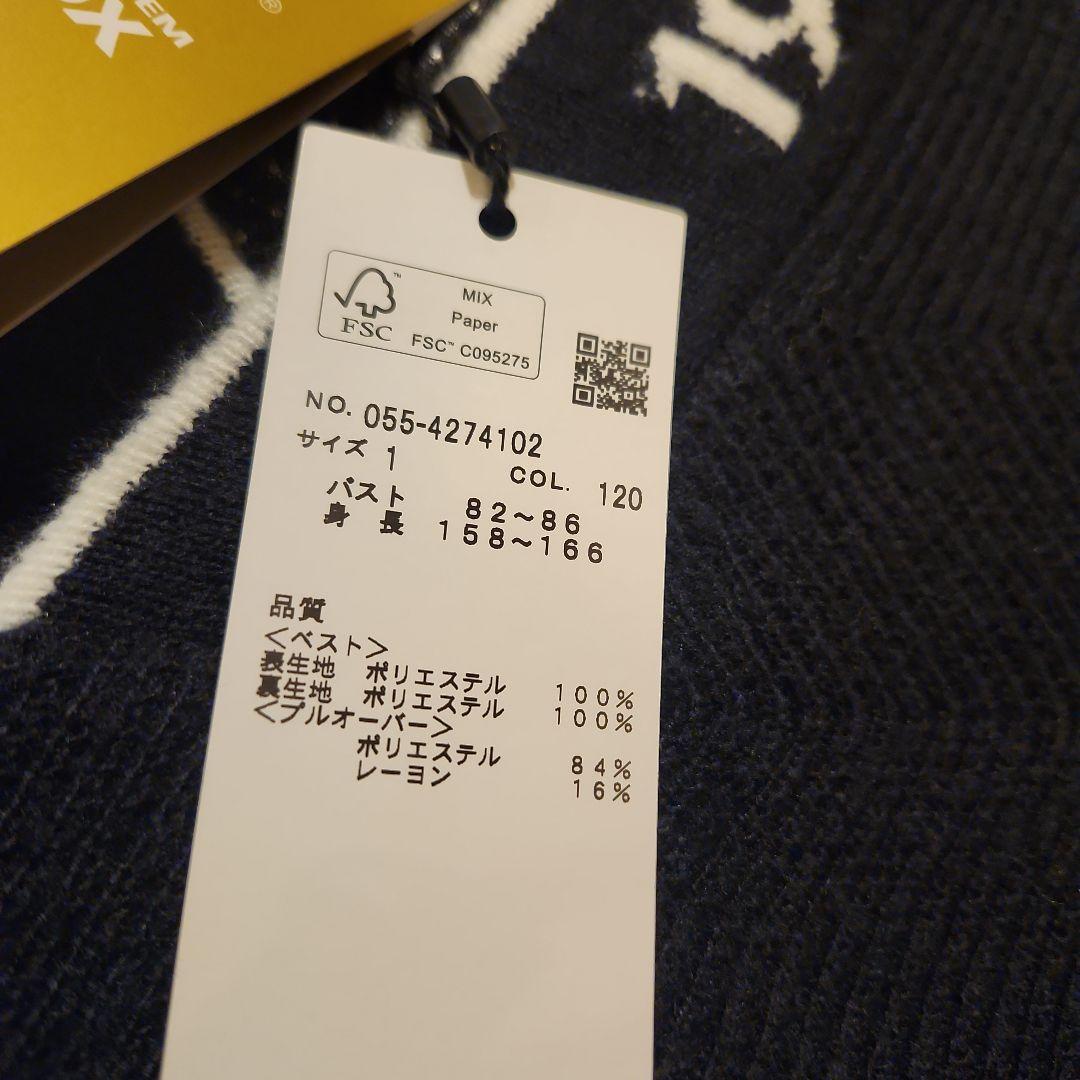 EM
X
®
19
FSC
MIX
Paper
FSC™ C095275
NO. 055-4274102
サイズ 1 COL. 120
バスト 82~86
身長 158~166
品質
<ベスト>
表生地 ポリエステル 100%
裏生地 ポリエステル 100%
<プルオーバー>
ポリエステル 84%
レーヨン 16%